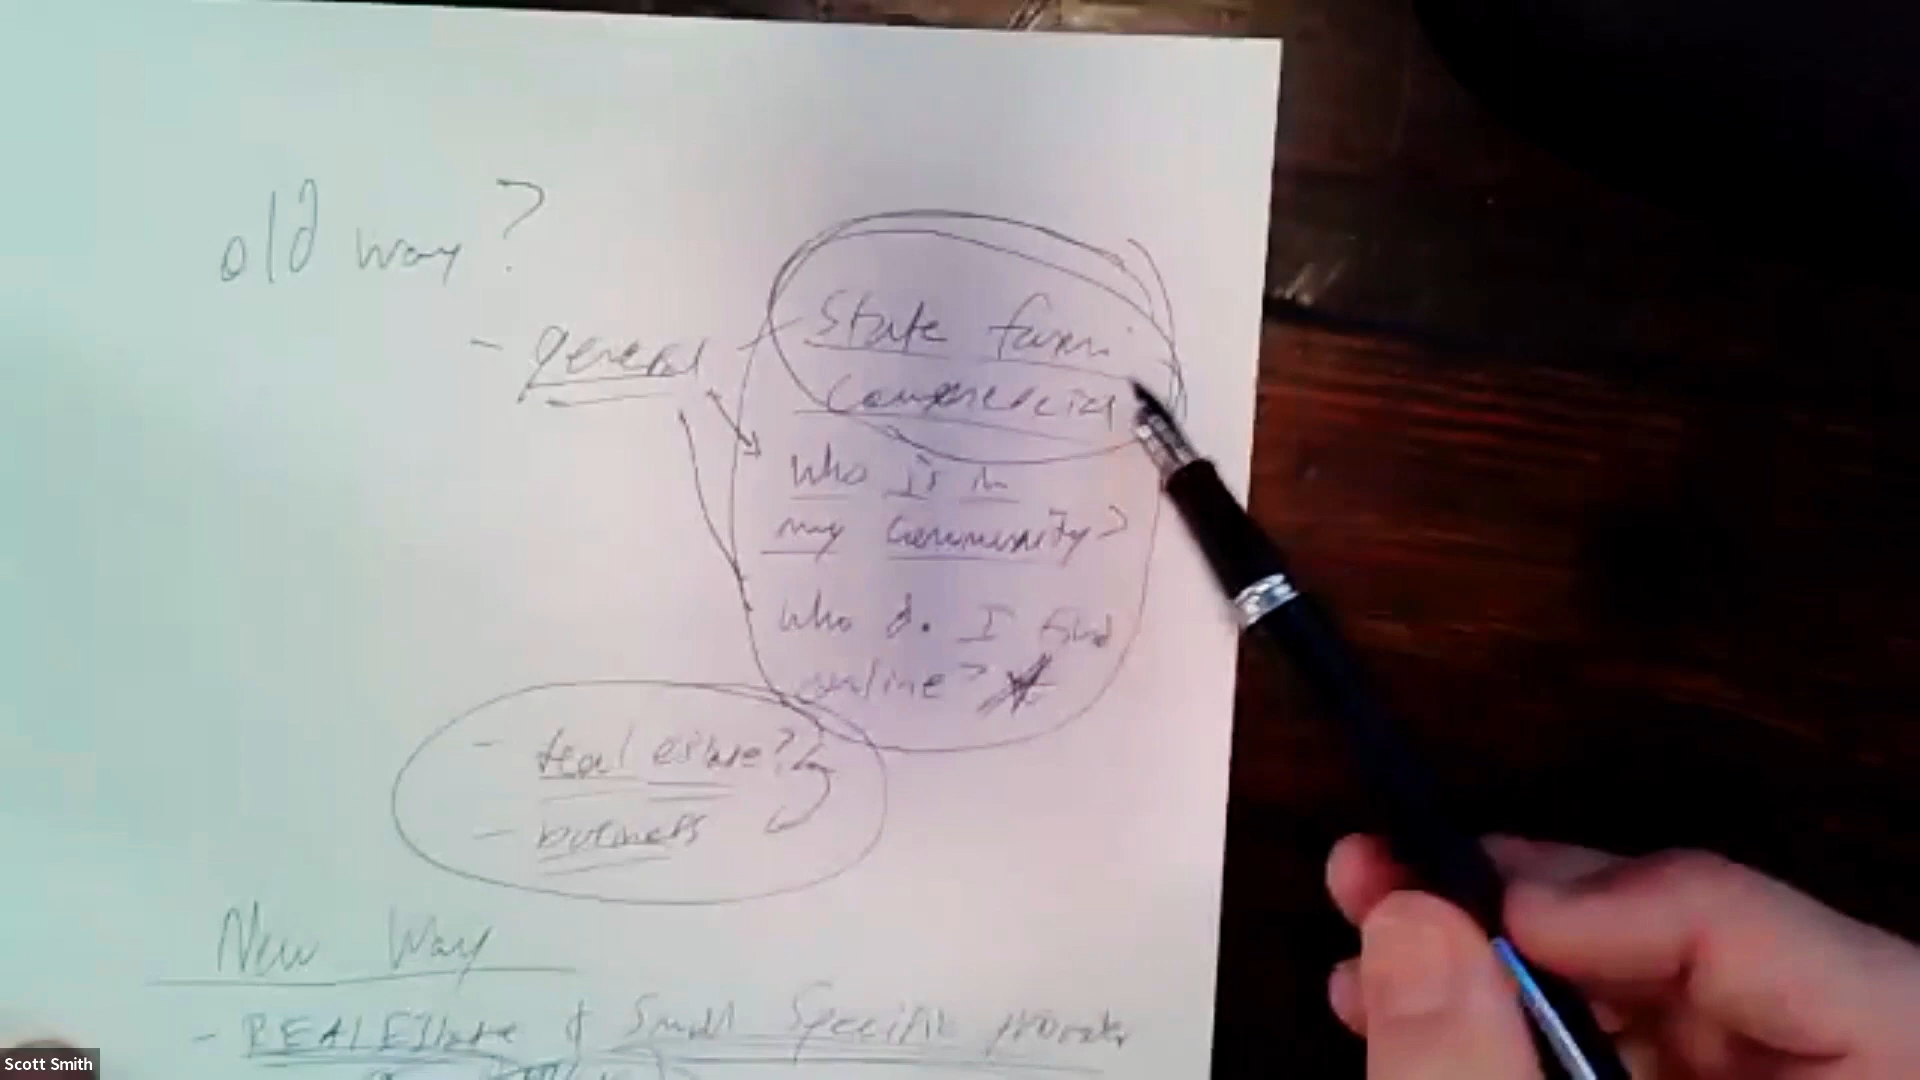 old way?
- general
- State farm
Commercial
who is in
my community?
who do I find
online?
- real estate?
- business
New Way
- REAL EState & Small Specific provider
Scott Smith